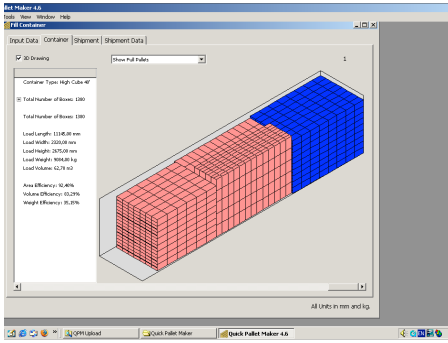 llet Maker 4.6
Tools View Window Help
Fill Container
Input Data Container Shipment Shipment Data
3D Drawing
Show Full Pallets
1
Container Type: High Cube 40'
Total Number of Boxes: 1300
Total Number of Boxes: 1300
Load Length: 11145,00 mm
Load Width: 2320,00 mm
Load Height: 2675,00 mm
Load Weight: 9004,00 kg
Load Volume: 62,70 m3
Area Efficiency: 92,40%
Volume Efficiency: 83,29%
Weight Efficiency: 35,15%
All Units in mm and kg.
QPM Upload
Quick Pallet Maker
Quick Pallet Maker 4.6
EN